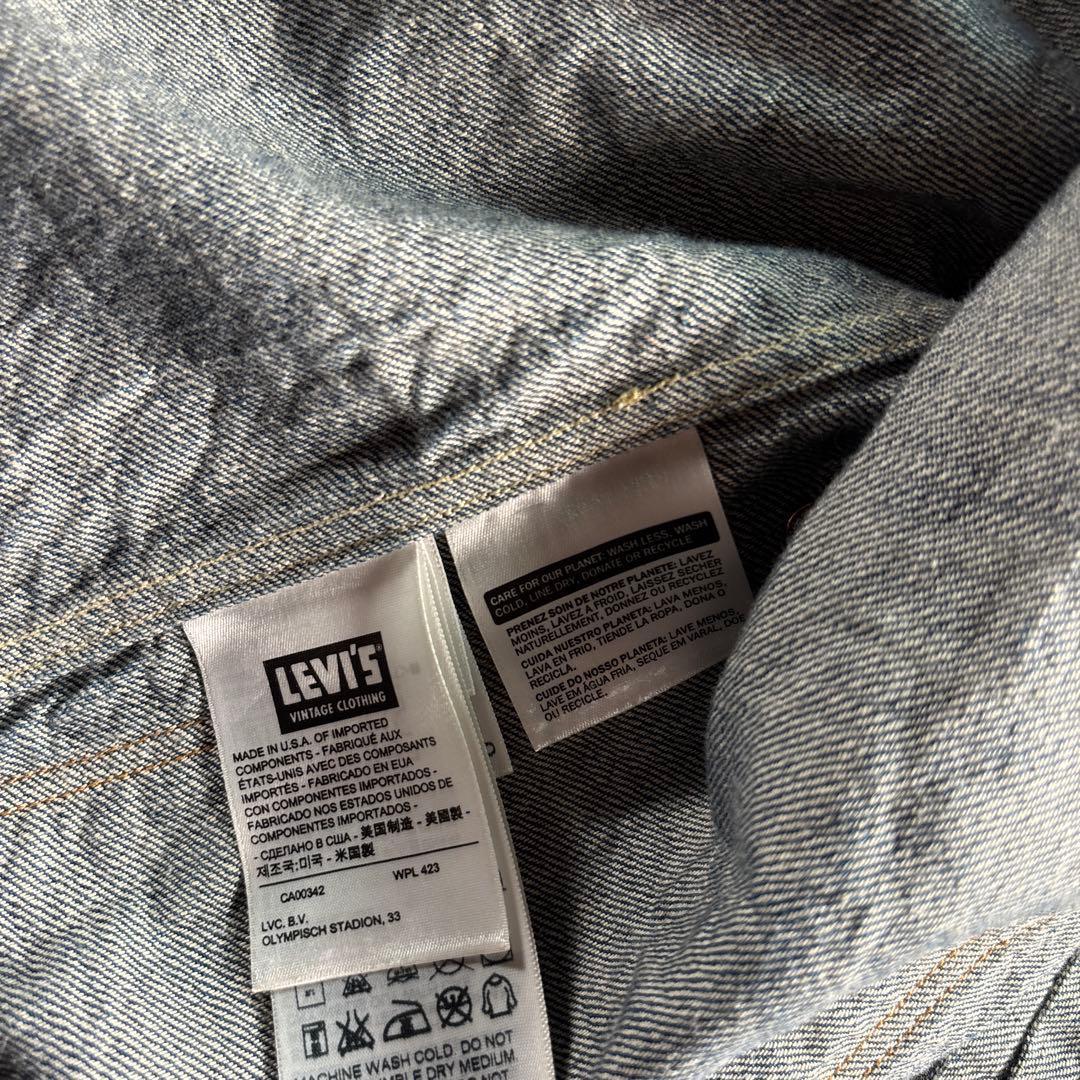 LEVI'S®
VINTAGE CLOTHING
MADE IN U.S.A. OF IMPORTED
COMPONENTS - FABRIQUÉ AUX
ÉTATS-UNIS AVEC DES COMPOSANTS
IMPORTÉS - FABRICADO EN EUA
CON COMPONENTES IMPORTADOS -
FABRICADO NOS ESTADOS UNIDOS DE
COMPONENTES IMPORTADOS -
- СДЕЛАНО В США - 美国制造 - 美國製 -
제조국:미국 - 米国製
CA00342 WPL 423
LVC. B.V.
OLYMPISCH STADION, 33
MACHINE WASH COLD. DO NOT
DRY MEDIUM.
DO NOT
CARE FOR OUR PLANET: WASH LESS, WASH
COLD, LINE DRY, DONATE OR RECYCLE
PRENEZ SOIN DE NOTRE PLANETE: LAVEZ
MOINS, LAVEZ A FROID, LAISSEZ SECHER
NATURELLEMENT, DONNEZ OU RECYCLEZ
CUIDA NUESTRO PLANETA: LAVA MENOS,
LAVA EN FRIO, TIENDE LA ROPA, DONA O
RECICLA.
CUIDE DO NOSSO PLANETA: LAVE MENOS,
LAVE EM ÁGUA FRIA, SEQUE EM VARAL, DOE
OU RECICLE.